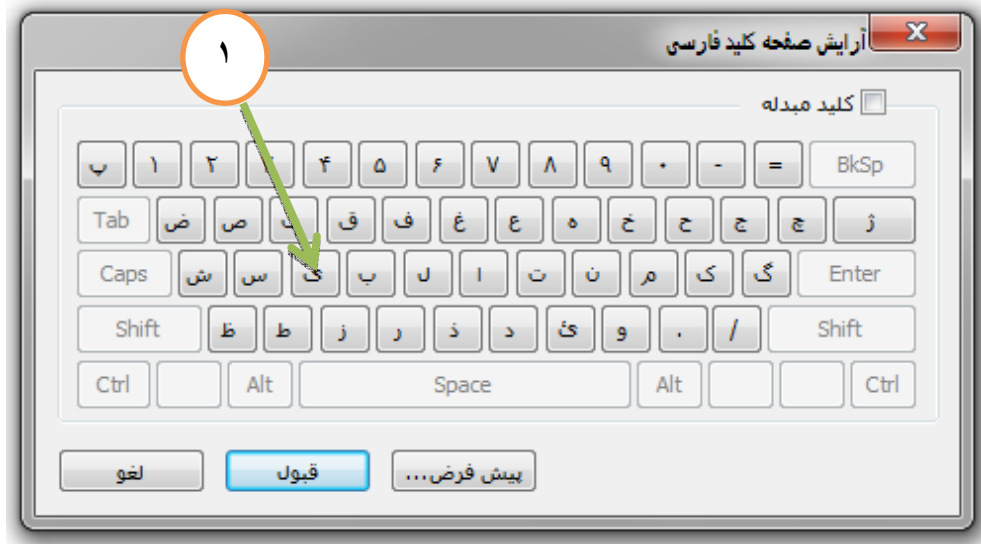 آرایش صفحه کلید فارسی
۱
کلید مبدله
پ ۱ ۲ ۴ ۵ ۶ ۷ ۸ ۹ ۰ - = BkSp
Tab ض ص ق ف غ ع ه خ ح ج چ ژ
Caps ش س ی ب ل ا ت ن م ک گ Enter
Shift ظ ط ز ر ذ د ئ و . / Shift
Ctrl Alt Space Alt Ctrl
پیش فرض... قبول لغو